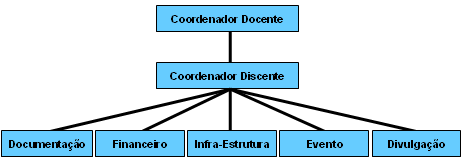 Coordenador Docente
Coordenador Discente
Documentação
Financeiro
Infra-Estrutura
Evento
Divulgação